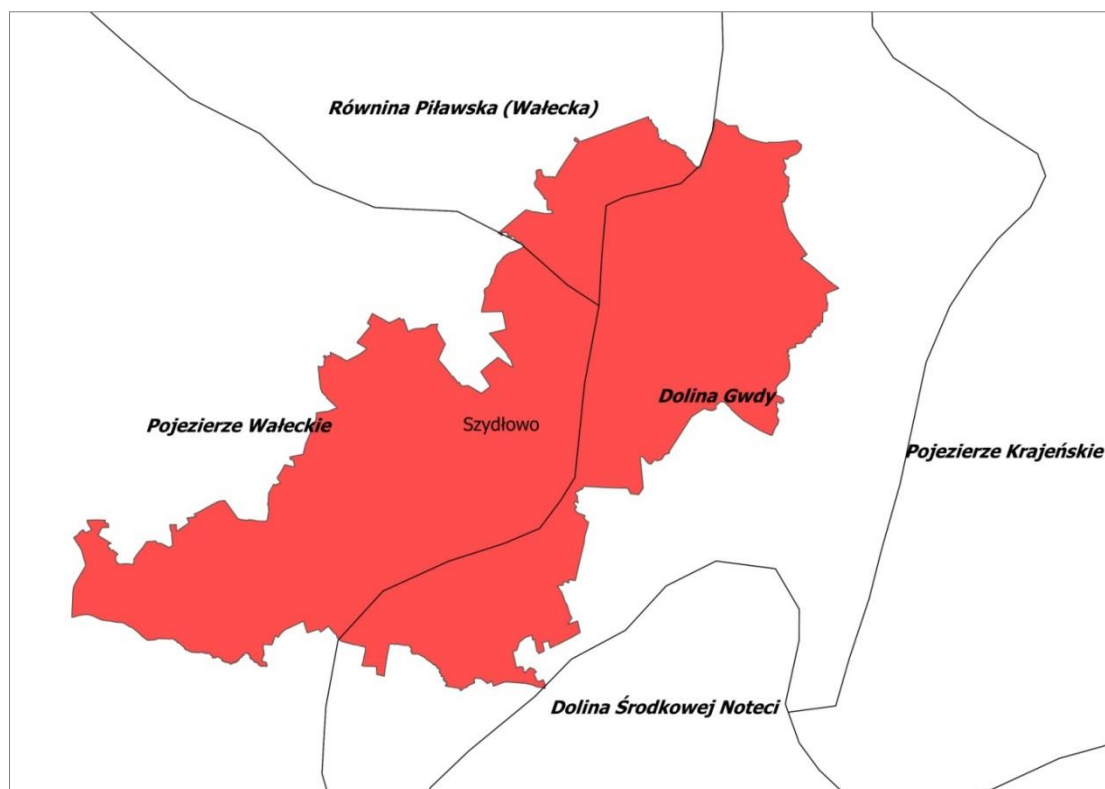 Równina Piławska (Wałecka)
Dolina Gwdy
Pojezierze Wałeckie
Szydłowo
Pojezierze Krajeńskie
Dolina Środkowej Noteci